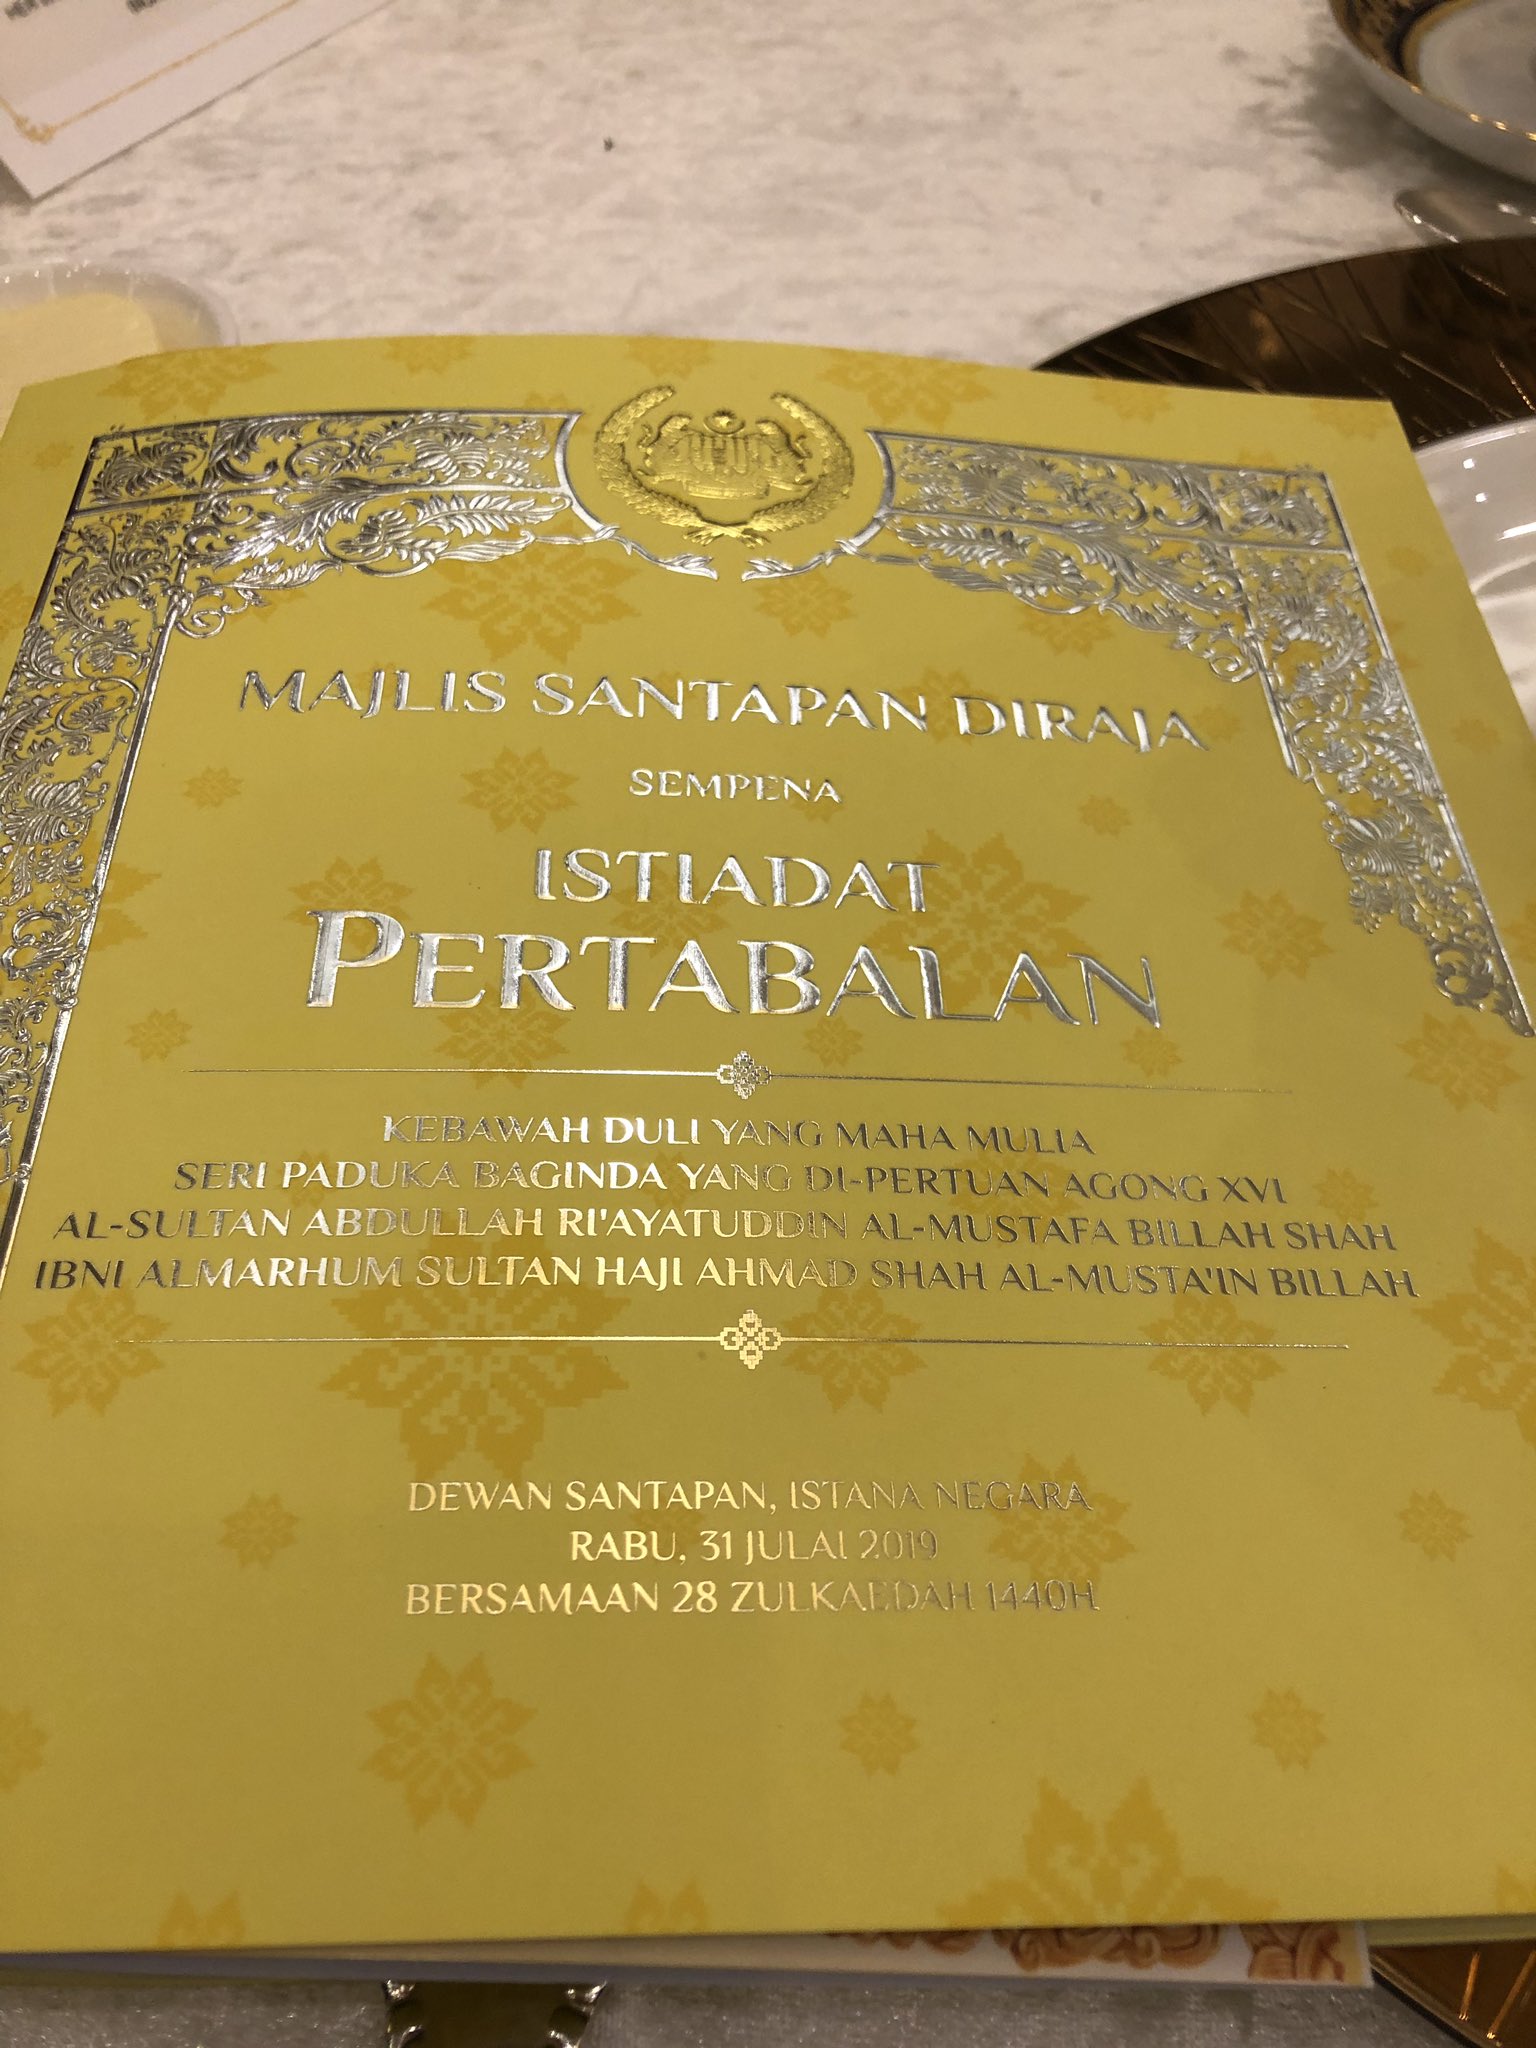 MAJLIS SANTAPAN DIRAJA
SEMPENA
ISTIADAT
PERTABALAN
KEBAWAH DULI YANG MAHA MULIA
SERI PADUKA BAGINDA YANG DI-PERTUAN AGONG XVI
AL-SULTAN ABDULLAH RI'AYATUDDIN AL-MUSTAFA BILLAH SHAH
IBNI ALMARHUM SULTAN HAJI AHMAD SHAH AL-MUSTA'IN BILLAH
DEWAN SANTAPAN, ISTANA NEGARA
RABU, 31 JULAI 2019
BERSAMAAN 28 ZULKAEDAH 1440H